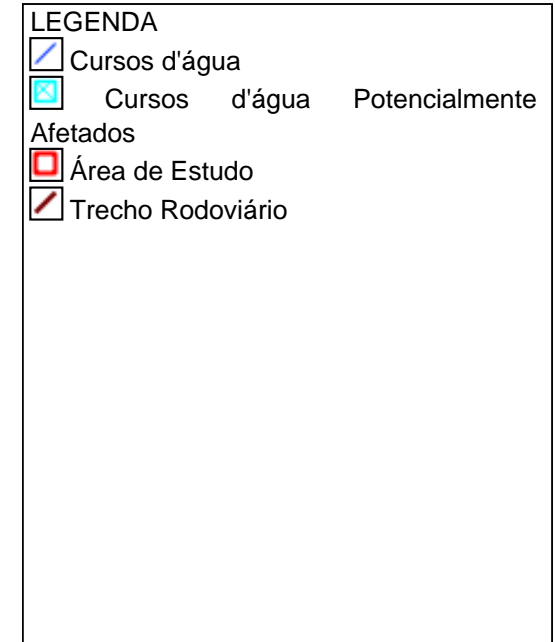 LEGENDA
Cursos d'água
Cursos d'água Potencialmente
Afetados
Área de Estudo
Trecho Rodoviário